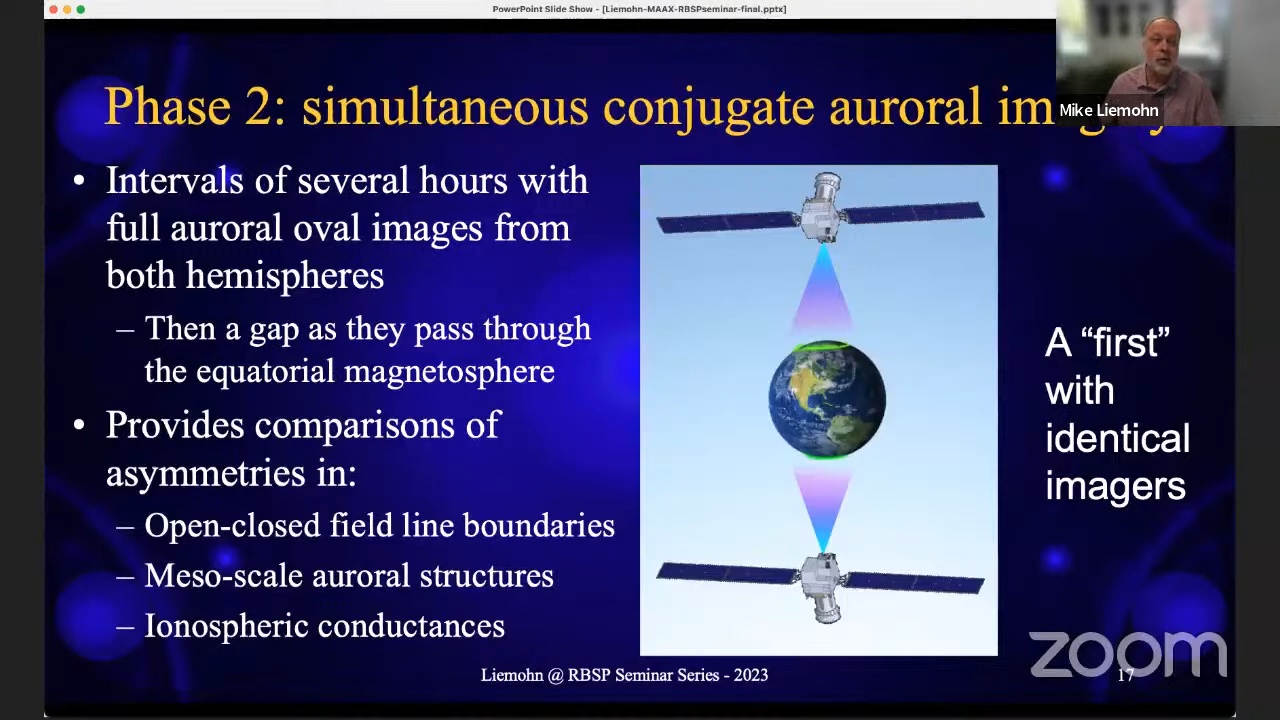 PowerPoint Slide Show - [Liemohn-MAAX-RBSPseminar-final.pptx]
Phase 2: simultaneous conjugate auroral
Mike Liemohn
• Intervals of several hours with
full auroral oval images from
both hemispheres
– Then a gap as they pass through
the equatorial magnetosphere
• Provides comparisons of
asymmetries in:
– Open-closed field line boundaries
– Meso-scale auroral structures
– Ionospheric conductances
A “first”
with
identical
imagers
Liemohn @ RBSP Seminar Series - 2023
17
zoom